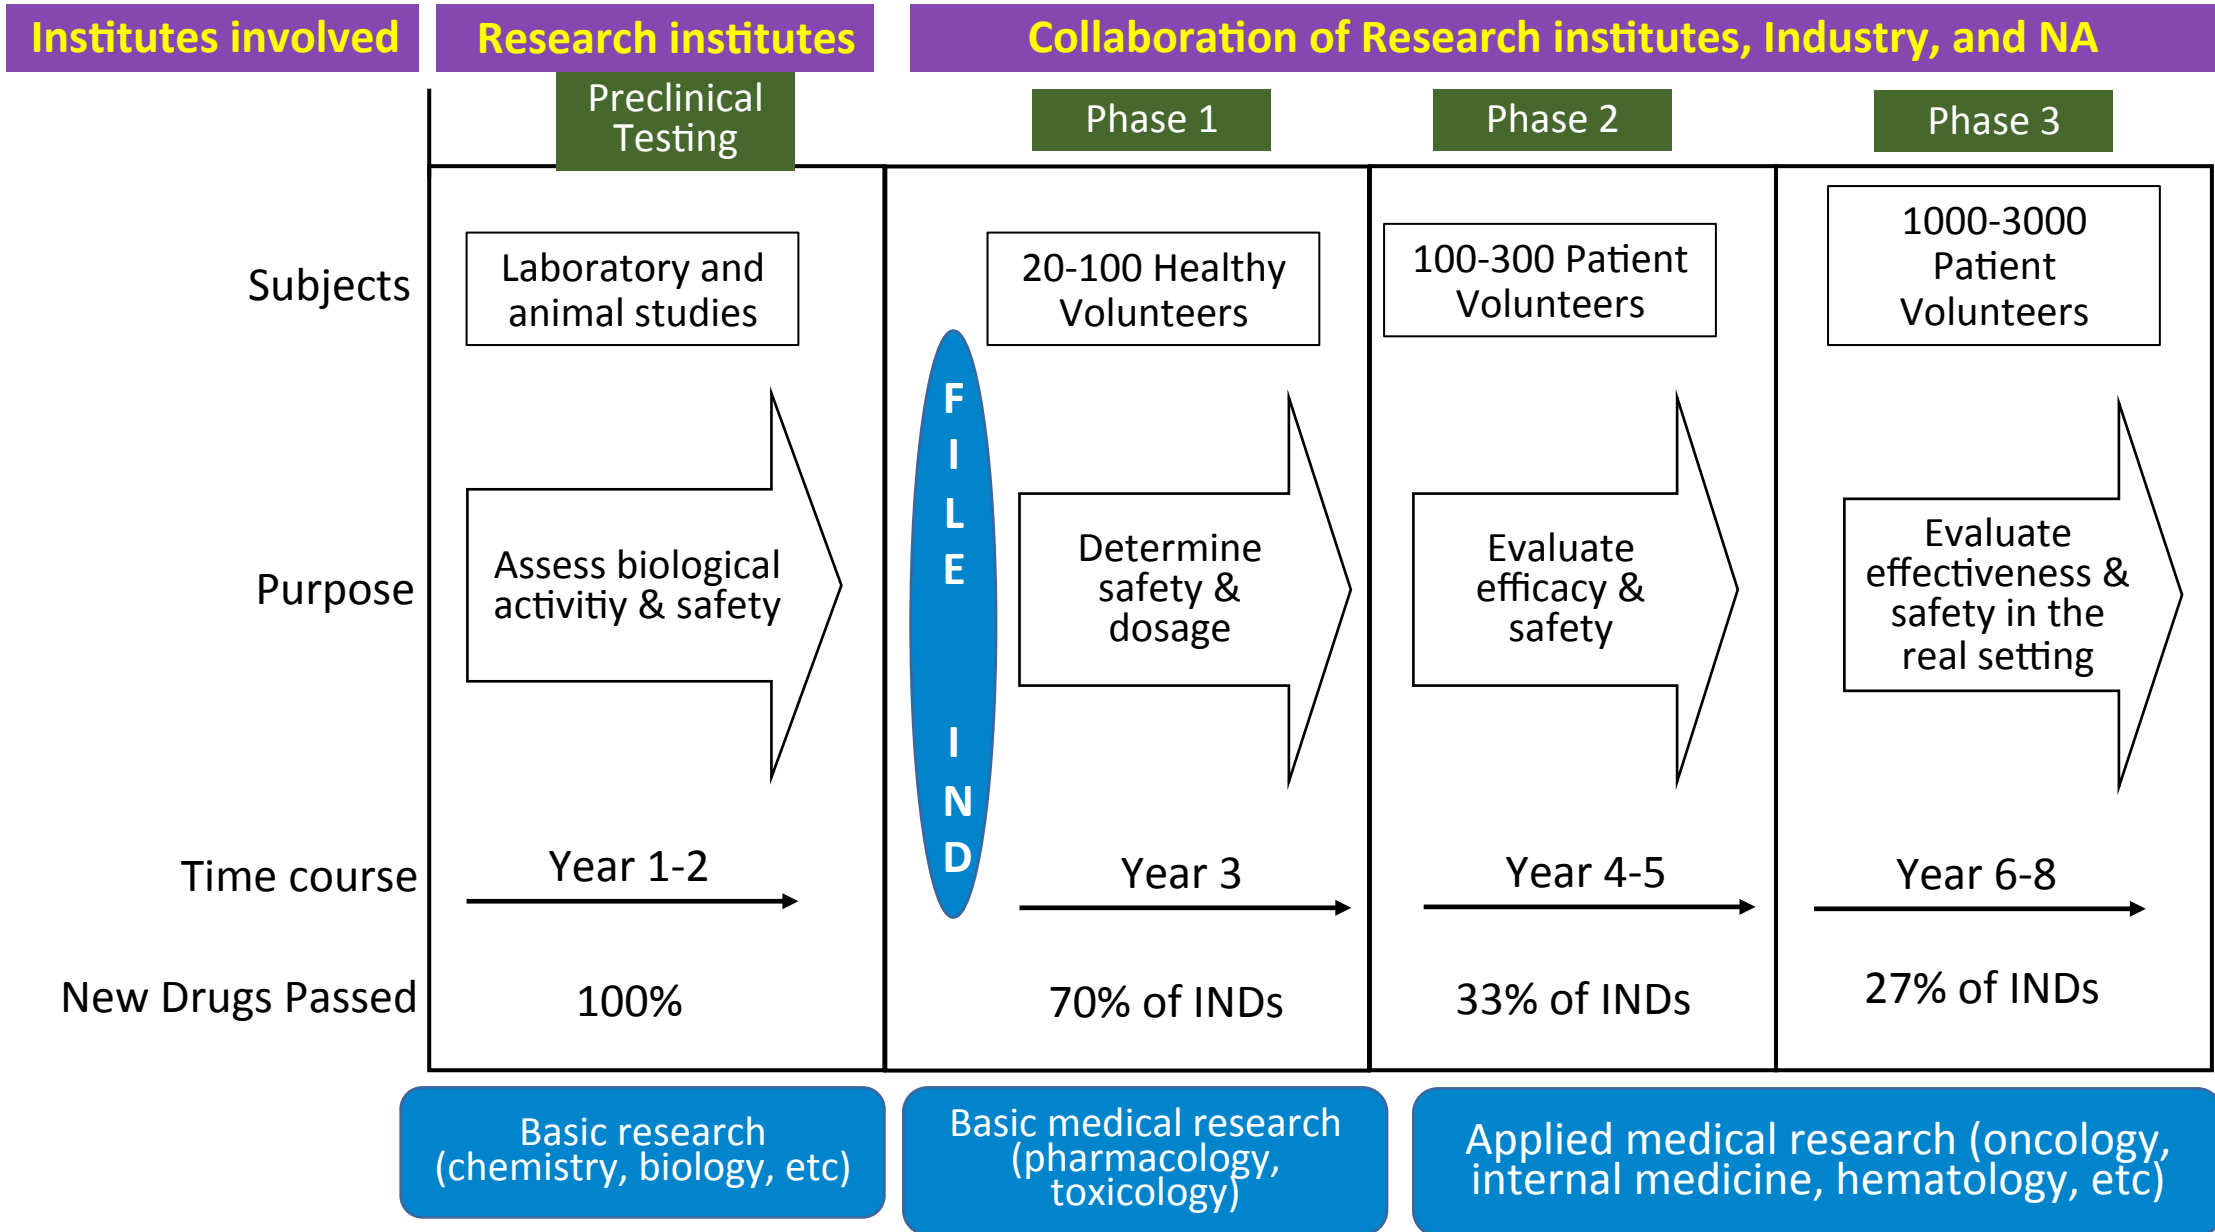 Institutes involved
Research institutes
Collaboration of Research institutes, Industry, and NA
Preclinical
Testing
Phase 1
Phase 2
Phase 3
Subjects
Laboratory and
animal studies
20-100 Healthy
Volunteers
100-300 Patient
Volunteers
1000-3000
Patient
Volunteers
F
I
L
E
I
N
D
Purpose
Assess biological
activitiy & safety
Determine
safety &
dosage
Evaluate
efficacy &
safety
Evaluate
effectiveness &
safety in the
real setting
Time course
Year 1-2
Year 3
Year 4-5
Year 6-8
New Drugs Passed
100%
70% of INDs
33% of INDs
27% of INDs
Basic research
(chemistry, biology, etc)
Basic medical research
(pharmacology,
toxicology)
Applied medical research (oncology,
internal medicine, hematology, etc)